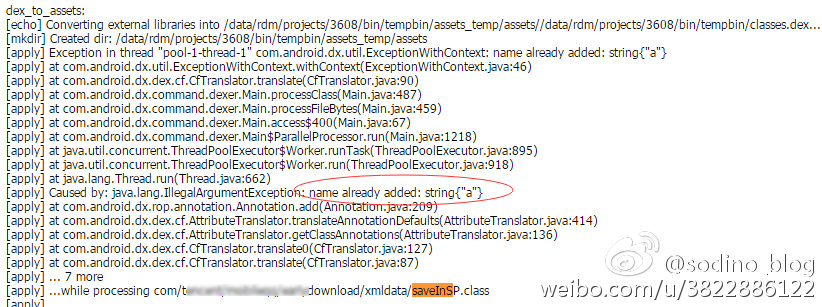 dex_to_assets:
[echo] Converting external libraries into /data/rdm/projects/3608/bin/tempbin/assets_temp/assets//data/rdm/projects/3608/bin/tempbin/classes.dex...
[mkdir] Created dir: /data/rdm/projects/3608/bin/tempbin/assets_temp/assets
[apply] Exception in thread "pool-1-thread-1" com.android.dx.util.ExceptionWithContext: name already added: string{"a"}
[apply] at com.android.dx.util.ExceptionWithContext.withContext(ExceptionWithContext.java:46)
[apply] at com.android.dx.dex.cf.CfTranslator.translate(CfTranslator.java:90)
[apply] at com.android.dx.command.dexer.Main.processClass(Main.java:487)
[apply] at com.android.dx.command.dexer.Main.processFileBytes(Main.java:459)
[apply] at com.android.dx.command.dexer.Main.access$400(Main.java:67)
[apply] at com.android.dx.command.dexer.Main$ParallelProcessor.run(Main.java:1218)
[apply] at java.util.concurrent.ThreadPoolExecutor$Worker.runTask(ThreadPoolExecutor.java:895)
[apply] at java.util.concurrent.ThreadPoolExecutor$Worker.run(ThreadPoolExecutor.java:918)
[apply] at java.lang.Thread.run(Thread.java:662)
[apply] Caused by: java.lang.IllegalArgumentException: name already added: string{"a"}
[apply] at com.android.dx.rop.annotation.Annotation.add(Annotation.java:209)
[apply] at com.android.dx.dex.cf.AttributeTranslator.translateAnnotationDefaults(AttributeTranslator.java:414)
[apply] at com.android.dx.dex.cf.AttributeTranslator.getClassAnnotations(AttributeTranslator.java:136)
[apply] at com.android.dx.dex.cf.CfTranslator.translate0(CfTranslator.java:127)
[apply] at com.android.dx.dex.cf.CfTranslator.translate(CfTranslator.java:87)
[apply] ... 7 more
[apply] ...while processing com/ download/xmldata/saveInSP.class
@sodino_blog
weibo.com/u/3822886122